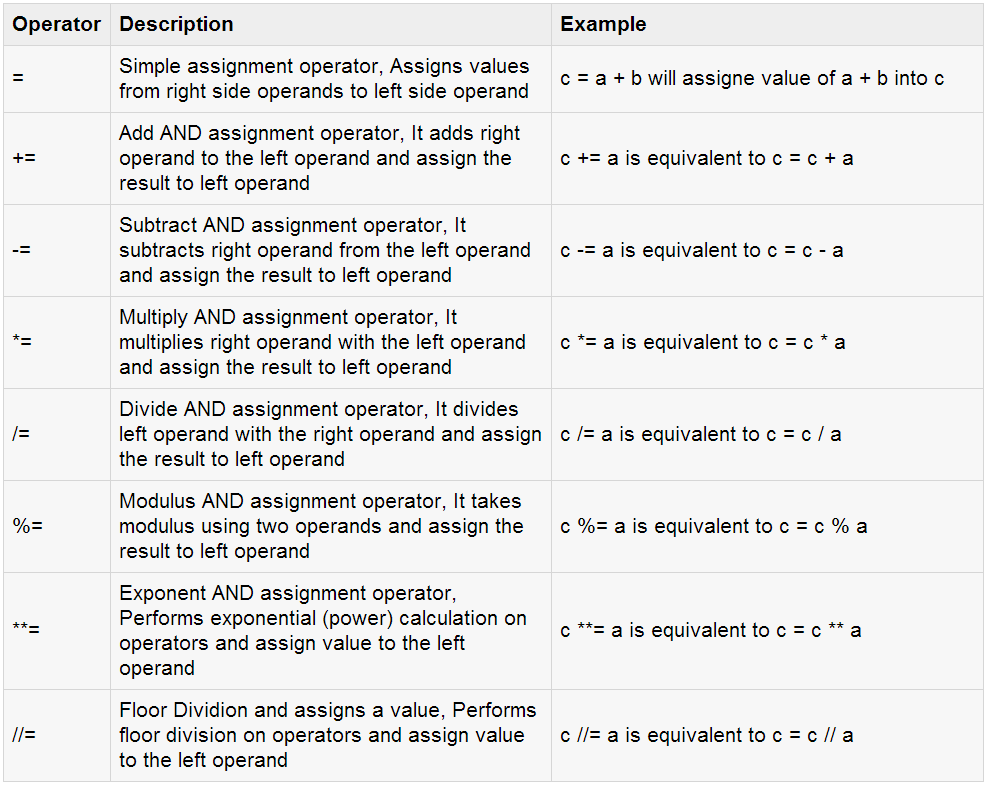 Operator Description Example
= Simple assignment operator, Assigns values
from right side operands to left side operand
c = a + b will assigne value of a + b into c
+= Add AND assignment operator, It adds right
operand to the left operand and assign the
result to left operand
c += a is equivalent to c = c + a
-= Subtract AND assignment operator, It
subtracts right operand from the left operand
and assign the result to left operand
c -= a is equivalent to c = c - a
*= Multiply AND assignment operator, It
multiplies right operand with the left operand
and assign the result to left operand
c *= a is equivalent to c = c * a
/= Divide AND assignment operator, It divides
left operand with the right operand and assign
the result to left operand
c /= a is equivalent to c = c / a
%= Modulus AND assignment operator, It takes
modulus using two operands and assign the
result to left operand
c %= a is equivalent to c = c % a
**= Exponent AND assignment operator,
Performs exponential (power) calculation on
operators and assign value to the left
operand
c **= a is equivalent to c = c ** a
//= Floor Dividion and assigns a value, Performs
floor division on operators and assign value
to the left operand
c //= a is equivalent to c = c // a